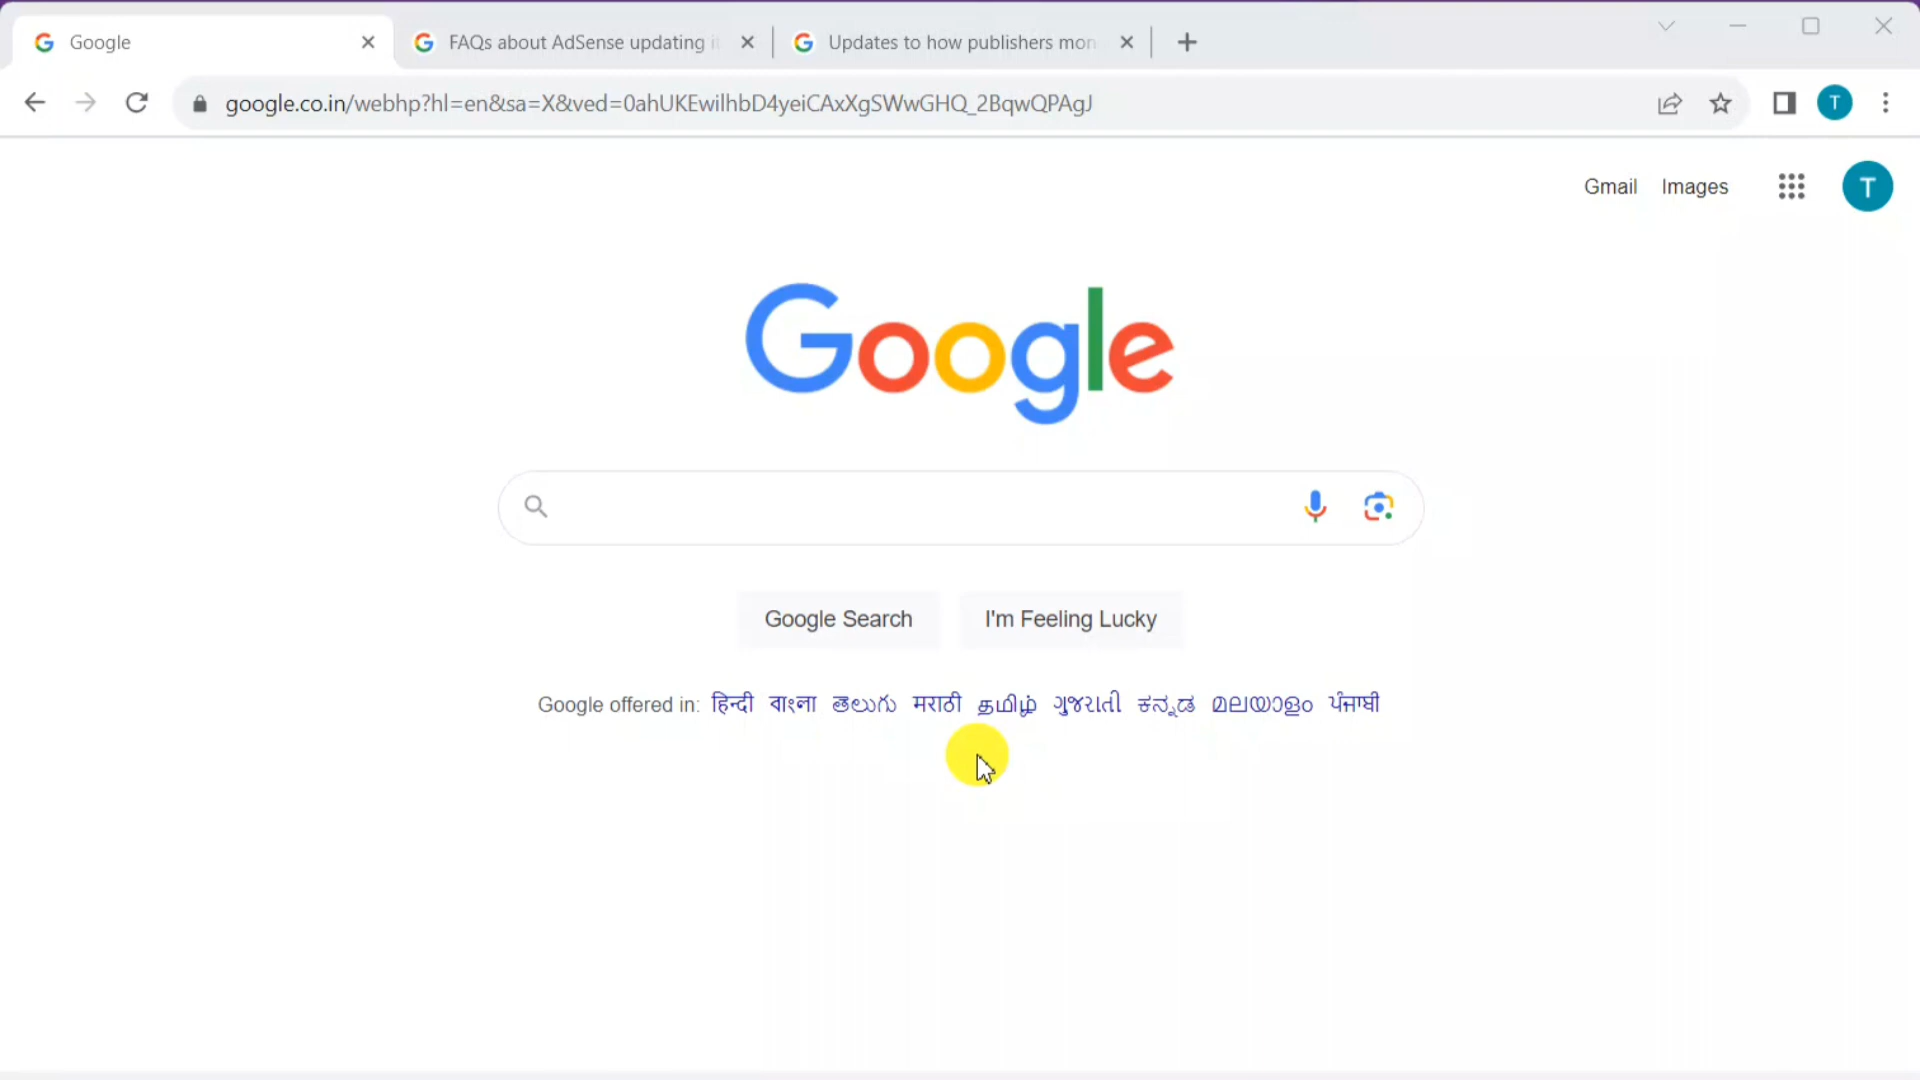 Google
FAQs about AdSense updating i
Updates to how publishers mon
google.co.in/webhp?hl=en&sa=X&ved=0ahUKEwilhbD4yeiCAxXgSWwGHQ_2BqwQPAgJ
T
Gmail Images T
Google
Google Search I'm Feeling Lucky
Google offered in: हिन्दी বাংলা తెలుగు मराठी தமிழ் ગુજરાતી ಕನ್ನಡ മലയാളം ਪੰਜਾਬੀ